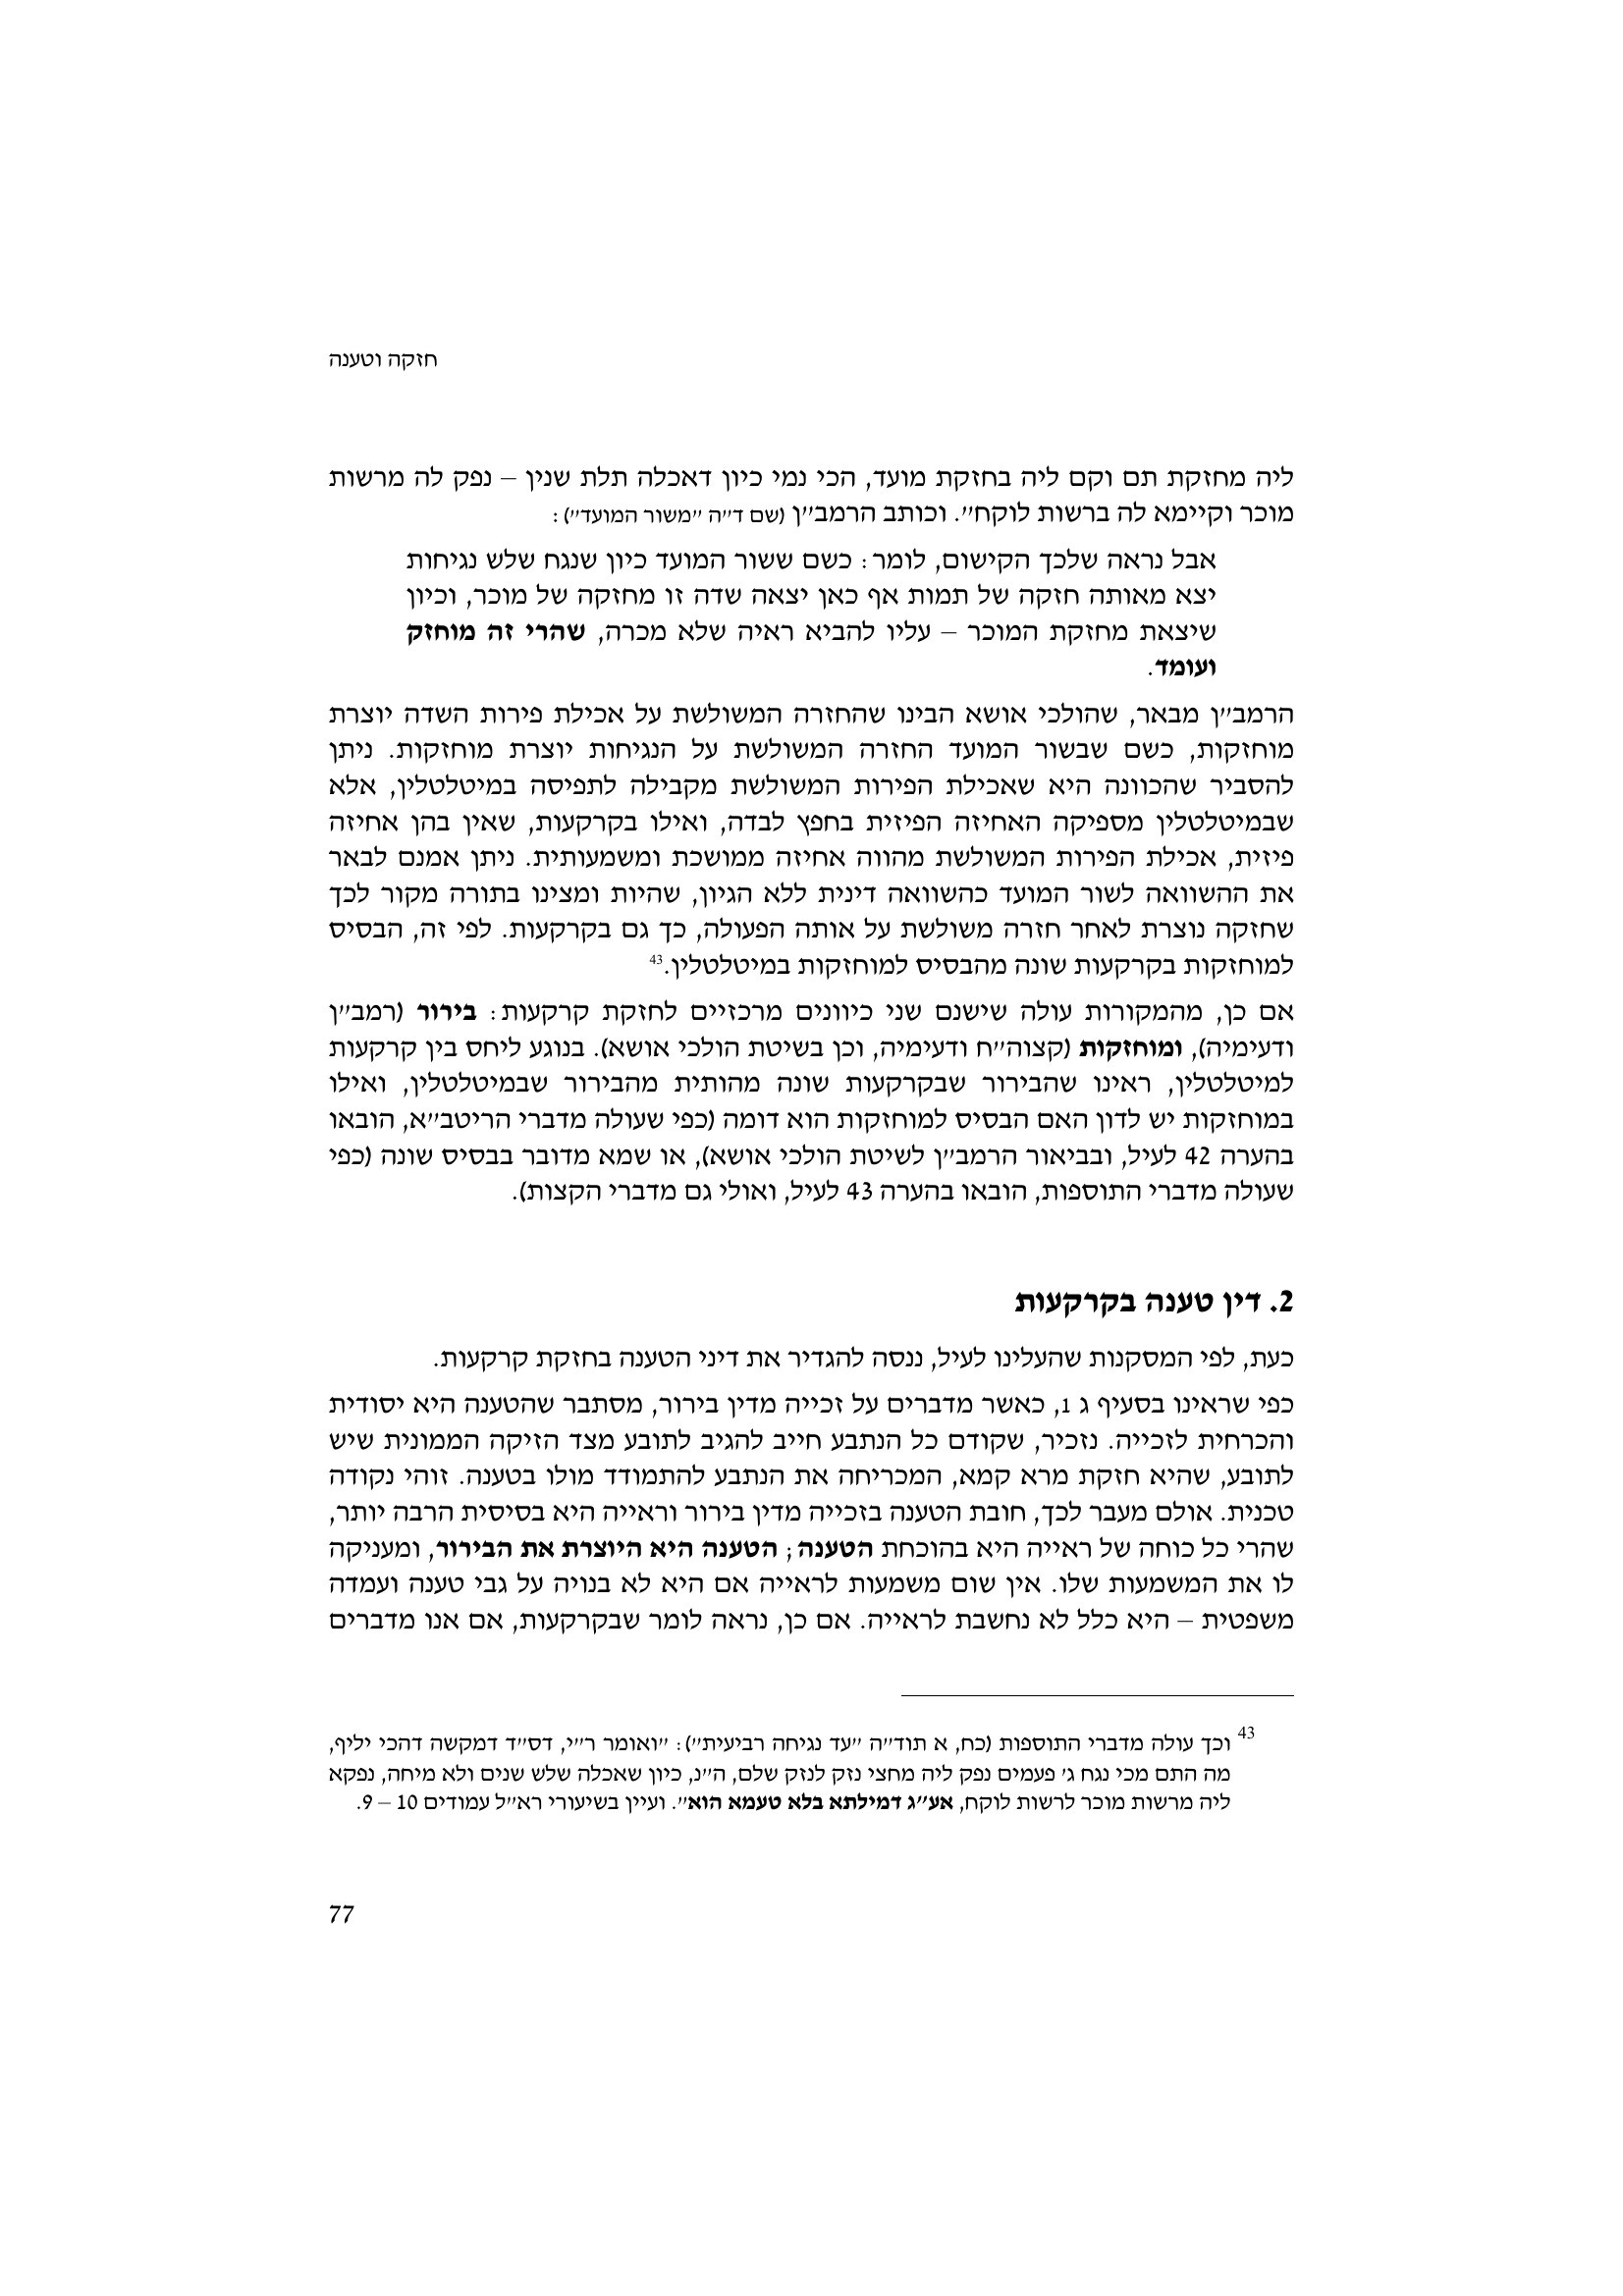 חזקה וטענה
ליה מחזקת תם וקם ליה בחזקת מועד, הכי נמי כיון דאכלה תלת שנין – נפק לה מרשות
מוכר וקיימא לה ברשות לוקח״. וכותב הרמב״ן (שם ד״ה ״משור המועד״):
אבל נראה שלכך הקישום, לומר: כשם ששור המועד כיון שנגח שלש נגיחות
יצא מאותה חזקה של תמות אף כאן יצאה שדה זו מחזקה של מוכר, וכיון
שיצאת מחזקת המוכר – עליו להביא ראיה שלא מכרה, שהרי זה מוחזק
ועומד.
הרמב״ן מבאר, שהולכי אושא הבינו שהחזרה המשולשת על אכילת פירות השדה יוצרת
מוחזקות, כשם שבשור המועד החזרה המשולשת על הנגיחות יוצרת מוחזקות. ניתן
להסביר שהכוונה היא שאכילת הפירות המשולשת מקבילה לתפיסה במיטלטלין, אלא
שבמיטלטלין מספיקה האחיזה הפיזית בחפץ לבדה, ואילו בקרקעות, שאין בהן אחיזה
פיזית, אכילת הפירות המשולשת מהווה אחיזה ממושכת ומשמעותית. ניתן אמנם לבאר
את ההשוואה לשור המועד כהשוואה דינית ללא הגיון, שהיות ומצינו בתורה מקור לכך
שחזקה נוצרת לאחר חזרה משולשת על אותה הפעולה, כך גם בקרקעות. לפי זה, הבסיס
למוחזקות בקרקעות שונה מהבסיס למוחזקות במיטלטלין.43
אם כן, מהמקורות עולה שישנם שני כיוונים מרכזיים לחזקת קרקעות: בירור (רמב״ן
ודעימיה), ומוחזקות (קצוה״ח ודעימיה, וכן בשיטת הולכי אושא). בנוגע ליחס בין קרקעות
למיטלטלין, ראינו שהבירור שבקרקעות שונה מהותית מהבירור שבמיטלטלין, ואילו
במוחזקות יש לדון האם הבסיס למוחזקות הוא דומה (כפי שעולה מדברי הריטב״א, הובאו
בהערה 42 לעיל, ובביאור הרמב״ן לשיטת הולכי אושא), או שמא מדובר בבסיס שונה (כפי
שעולה מדברי התוספות, הובאו בהערה 43 לעיל, ואולי גם מדברי הקצות).
2. דין טענה בקרקעות
כעת, לפי המסקנות שהעלינו לעיל, ננסה להגדיר את דיני הטענה בחזקת קרקעות.
כפי שראינו בסעיף ג 1, כאשר מדברים על זכייה מדין בירור, מסתבר שהטענה היא יסודית
והכרחית לזכייה. נזכיר, שקודם כל הנתבע חייב להגיב לתובע מצד הזיקה הממונית שיש
לתובע, שהיא חזקת מרא קמא, המכריחה את הנתבע להתמודד מולו בטענה. זוהי נקודה
טכנית. אולם מעבר לכך, חובת הטענה בזכייה מדין בירור וראייה היא בסיסית הרבה יותר,
שהרי כל כוחה של ראייה היא בהוכחת הטענה; הטענה היא היוצרת את הבירור, ומעניקה
לו את המשמעות שלו. אין שום משמעות לראייה אם היא לא בנויה על גבי טענה ועמדה
משפטית – היא כלל לא נחשבת לראייה. אם כן, נראה לומר שבקרקעות, אם אנו מדברים
43 וכך עולה מדברי התוספות (כח, א תוד״ה ״עד נגיחה רביעית״): ״ואומר ר״י, דס״ד דמקשה דהכי יליף,
מה התם מכי נגח ג׳ פעמים נפק ליה מחצי נזק לנזק שלם, ה״נ, כיון שאכלה שלש שנים ולא מיחה, נפקא
ליה מרשות מוכר לרשות לוקח, אע״ג דמילתא בלא טעמא הוא״. ועיין בשיעורי רא״ל עמודים 10 – 9.
77